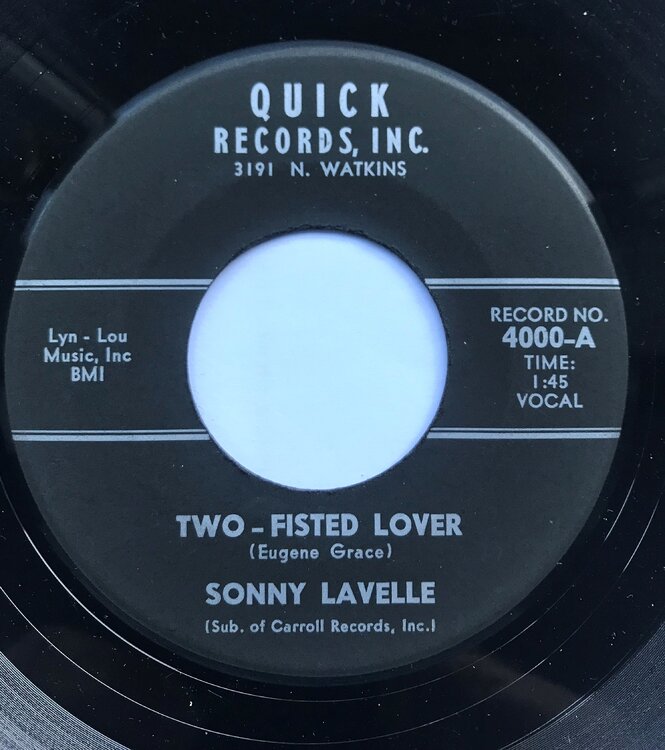 QUICK
RECORDS, INC.
3191 N. WATKINS
Lyn - Lou
Music, Inc
BMI
RECORD NO.
4000-A
TIME:
1:45
VOCAL
TWO - FISTED LOVER
(Eugene Grace)
SONNY LAVELLE
(Sub. of Carroll Records, Inc.)